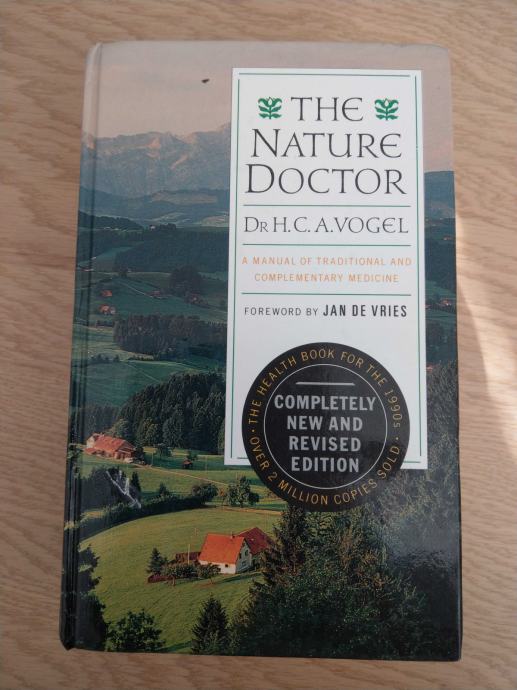 THE
NATURE
DOCTOR
DR H.C. A. VOGEL
A MANUAL OF TRADITIONAL AND
COMPLEMENTARY MEDICINE
FOREWORD BY JAN DE VRIES
· THE HEALTH BOOK FOR THE 1990s ·
COMPLETELY
NEW AND
REVISED
EDITION
OVER 2 MILLION COPIES SOLD